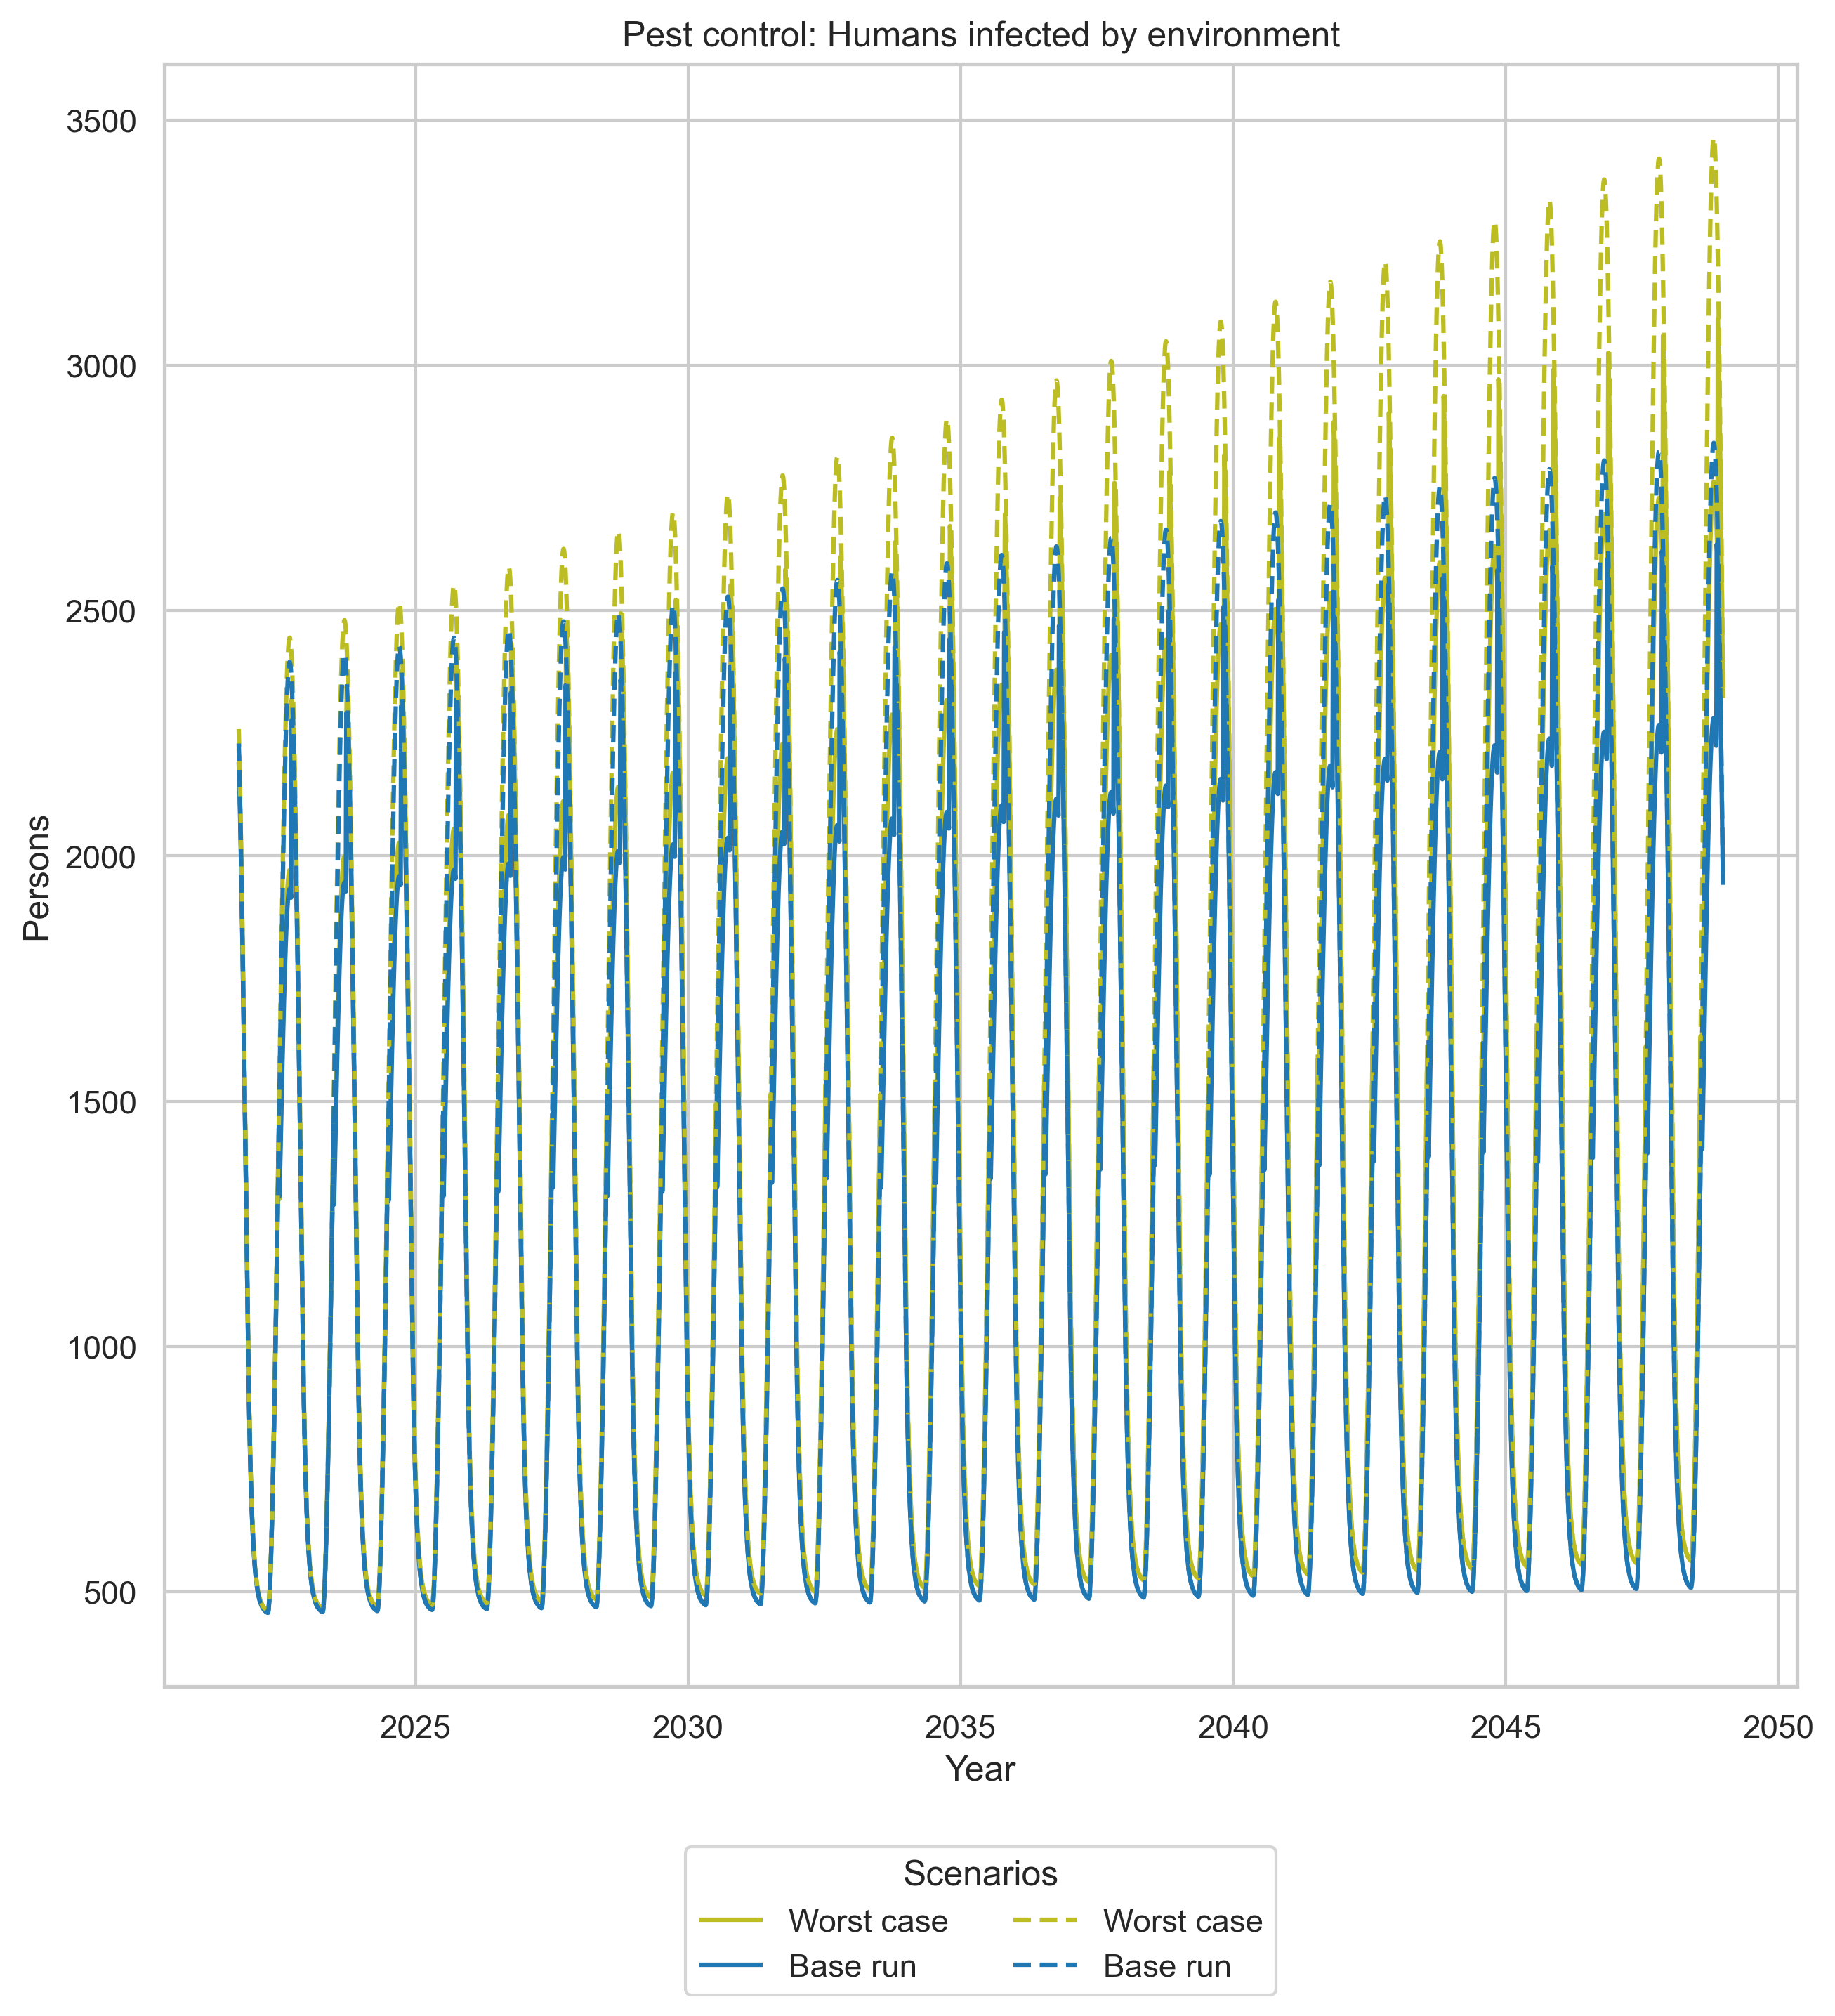 Pest control: Humans infected by environment
3500
3000
2500
2000
1500
1000
500
Persons
2025
2030
2035
2040
2045
2050
Year
Scenarios
Worst case
Worst case
Base run
Base run